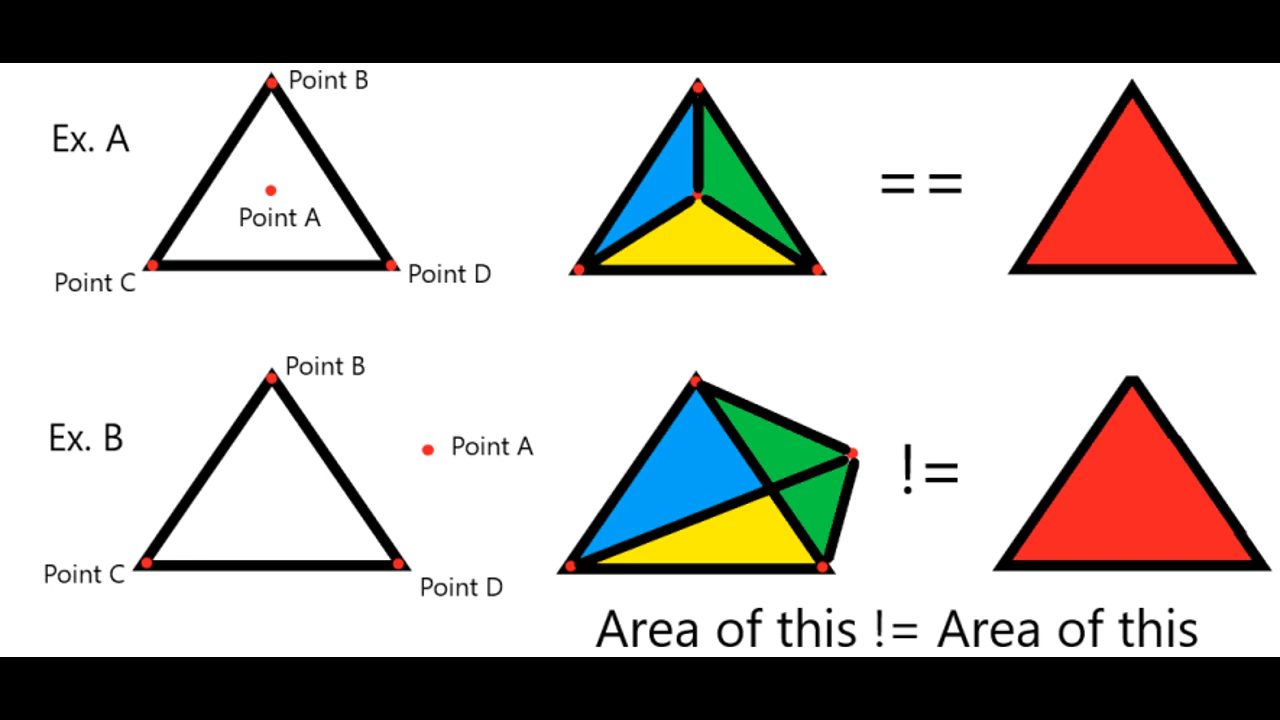 Point B
Ex. A
Point A
Point C
Point D
==
Point B
Ex. B
Point A
Point C
Point D
!=
Area of this != Area of this